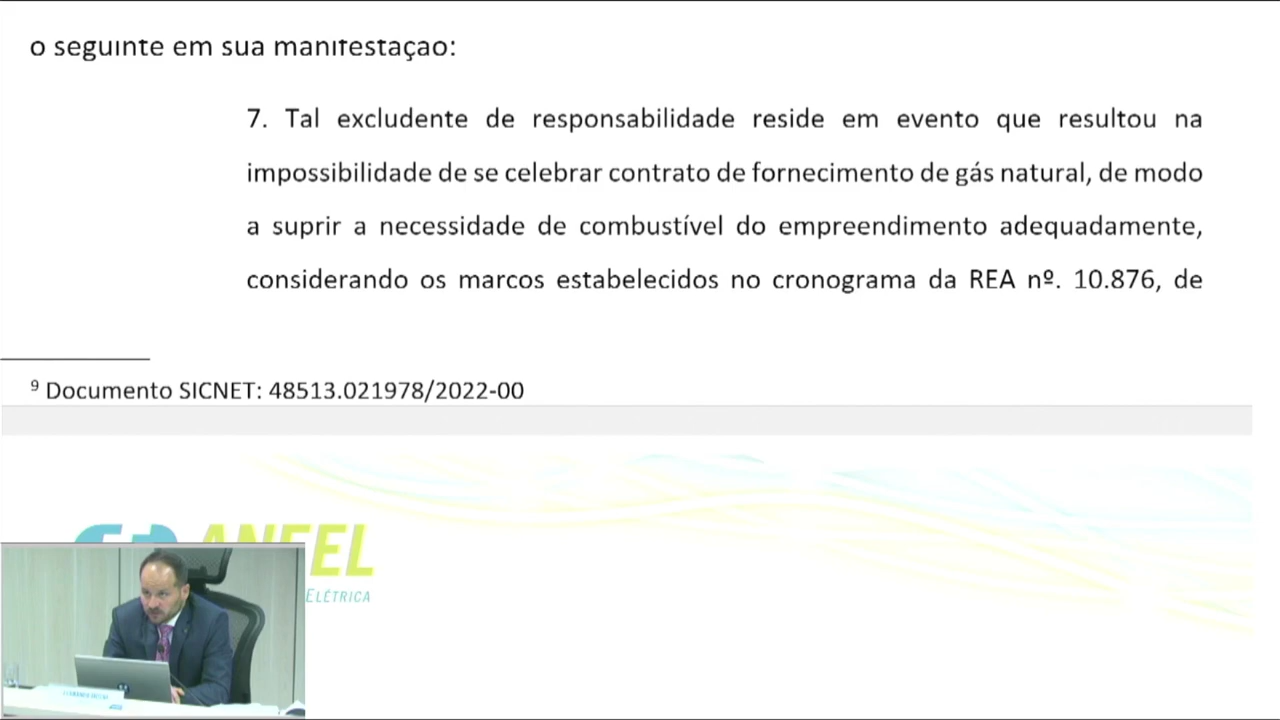 o seguinte em sua manifestação:
7. Tal excludente de responsabilidade reside em evento que resultou na
impossibilidade de se celebrar contrato de fornecimento de gás natural, de modo
a suprir a necessidade de combustível do empreendimento adequadamente,
considerando os marcos estabelecidos no cronograma da REA nº. 10.876, de
⁹ Documento SICNET: 48513.021978/2022-00
ANEEL
ELÉTRICA